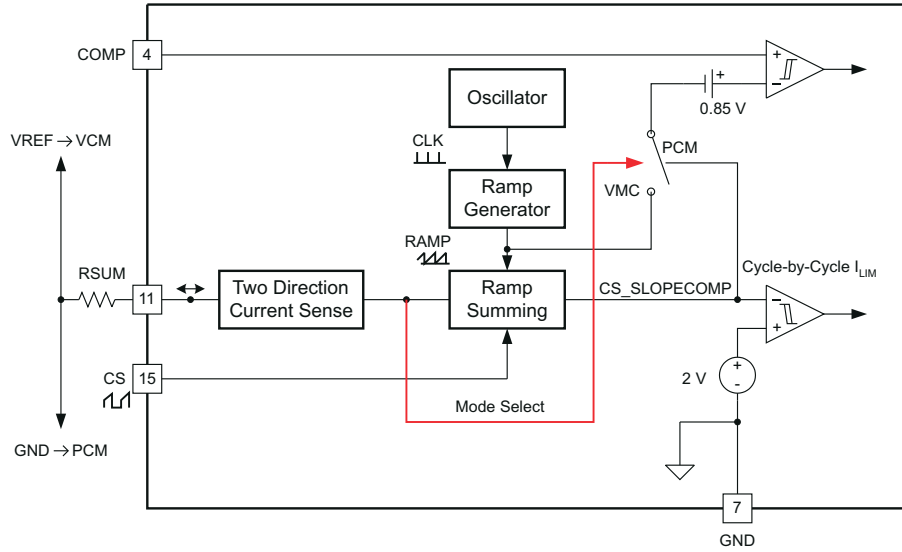 COMP
4
+
−
+
0.85 V
Oscillator
CLK
PCM
VREF → VCM
Ramp
Generator
VMC
RAMP
RSUM
11
Two Direction
Current Sense
Ramp
Summing
CS_SLOPECOMP
Cycle-by-Cycle I_LIM
−
+
CS
15
2 V
+
-
Mode Select
GND → PCM
7
GND